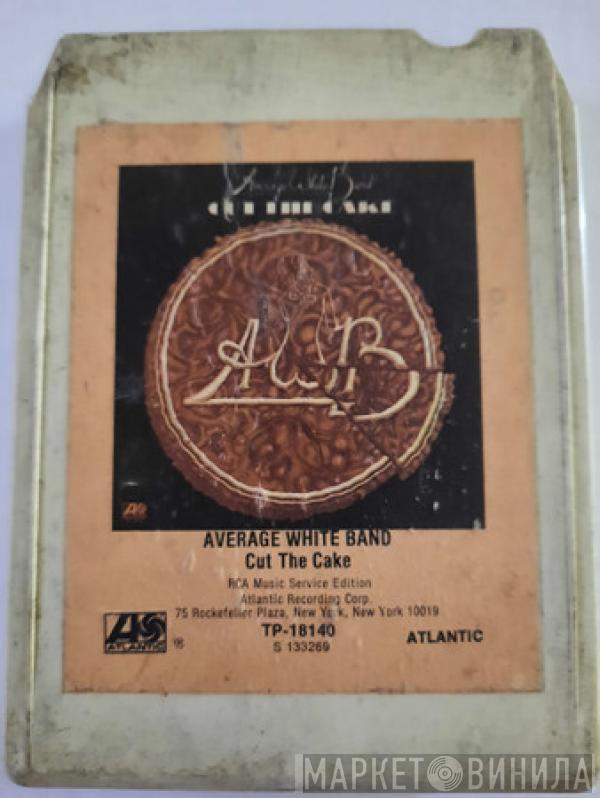 Average White Band
CUT THE CAKE
AWB
AVERAGE WHITE BAND
Cut The Cake
RCA Music Service Edition
Atlantic Recording Corp.
75 Rockefeller Plaza, New York, New York 10019
TP-18140
S 133269
ATLANTIC
®
ATLANTIC
МАРКЕТ ВИНИЛА